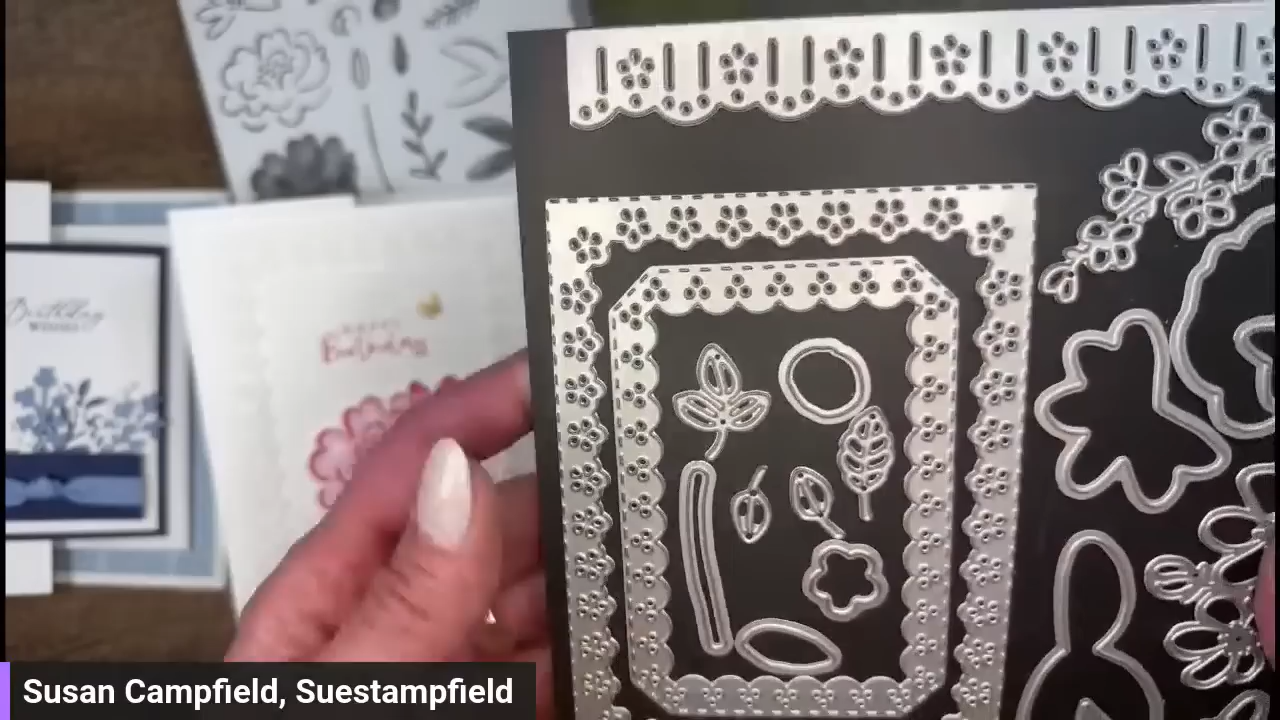 Birthday
WISHES
HAPPY
Birthday
Susan Campfield, Suestampfield